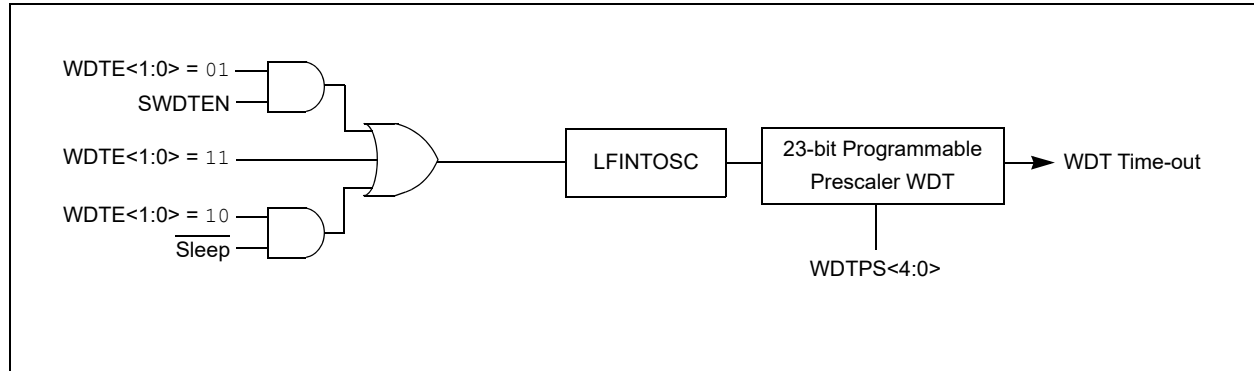 WDTE<1:0> = 01
SWDTEN
WDTE<1:0> = 11
WDTE<1:0> = 10
Sleep
LFINTOSC
23-bit Programmable
Prescaler WDT
WDT Time-out
WDTPS<4:0>